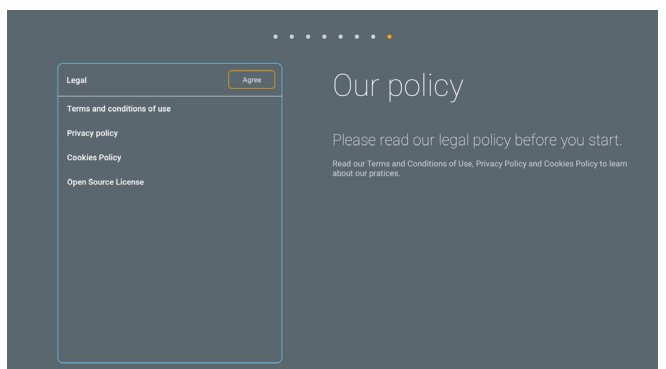 Legal
Agree
Terms and conditions of use
Privacy policy
Cookies Policy
Open Source License
Our policy
Please read our legal policy before you start.
Read our Terms and Conditions of Use, Privacy Policy and Cookies Policy to learn
about our pratices.